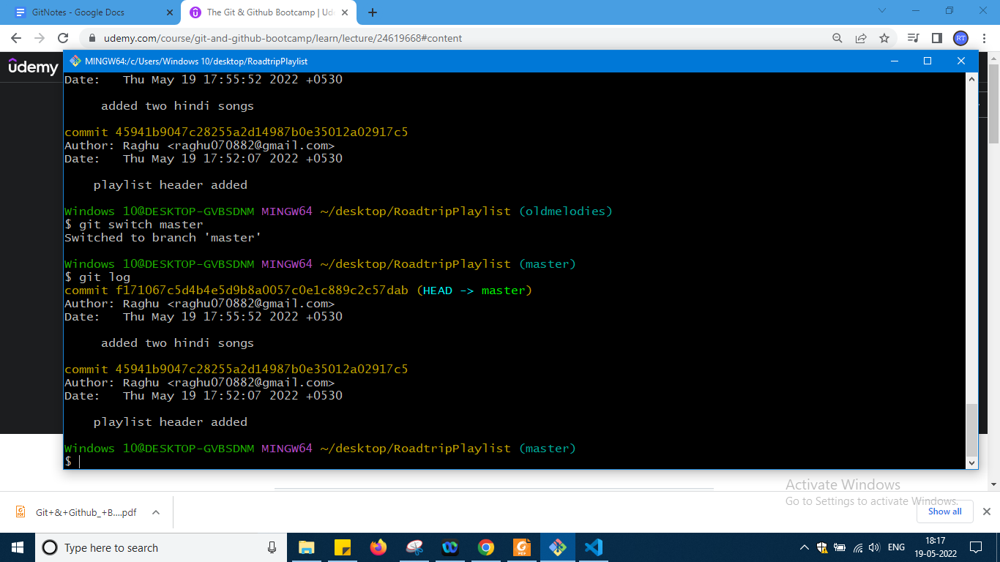 GitNotes - Google Docs
The Git & Github Bootcamp | Ud
udemy.com/course/git-and-github-bootcamp/learn/lecture/24619668#content
RT
udemy
MINGW64:/c/Users/Windows 10/desktop/RoadtripPlaylist
Date:   Thu May 19 17:55:52 2022 +0530
added two hindi songs
commit 45941b9047c28255a2d14987b0e35012a02917c5
Author: Raghu <raghu070882@gmail.com>
Date:   Thu May 19 17:52:07 2022 +0530
playlist header added
Windows 10@DESKTOP-GVBSDNM MINGW64 ~/desktop/RoadtripPlaylist (oldmelodies)
$ git switch master
Switched to branch 'master'
Windows 10@DESKTOP-GVBSDNM MINGW64 ~/desktop/RoadtripPlaylist (master)
$ git log
commit f171067c5d4b4e5d9b8a0057c0e1c889c2c57dab (HEAD -> master)
Author: Raghu <raghu070882@gmail.com>
Date:   Thu May 19 17:55:52 2022 +0530
added two hindi songs
commit 45941b9047c28255a2d14987b0e35012a02917c5
Author: Raghu <raghu070882@gmail.com>
Date:   Thu May 19 17:52:07 2022 +0530
playlist header added
Windows 10@DESKTOP-GVBSDNM MINGW64 ~/desktop/RoadtripPlaylist (master)
$
Activate Windows
Go to Settings to activate Windows.
Git+&+Github_+B....pdf
Show all
Type here to search
ENG
18:17
19-05-2022